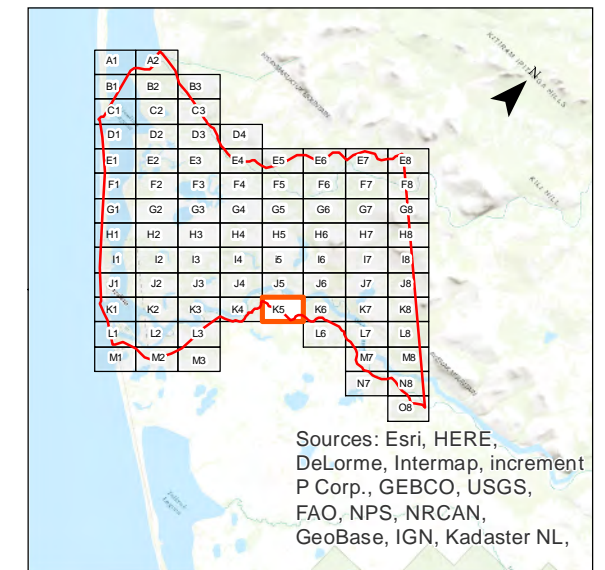 N
KILL HILL
A1 A2
B1 B2 B3
C1 C2 C3
D1 D2 D3 D4
E1 E2 E3 E4 E5 E6 E7 E8
F1 F2 F3 F4 F5 F6 F7 F8
G1 G2 G3 G4 G5 G6 G7 G8
H1 H2 H3 H4 H5 H6 H7 H8
I1 I2 I3 I4 i5 I6 I7 I8
J1 J2 J3 J4 J5 J6 J7 J8
K1 K2 K3 K4 K5 K6 K7 K8
L1 L2 L3 L6 L7 L8
M1 M2 M3 M7 M8
N7 N8
O8
Sources: Esri, HERE,
DeLorme, Intermap, increment
P Corp., GEBCO, USGS,
FAO, NPS, NRCAN,
GeoBase, IGN, Kadaster NL,